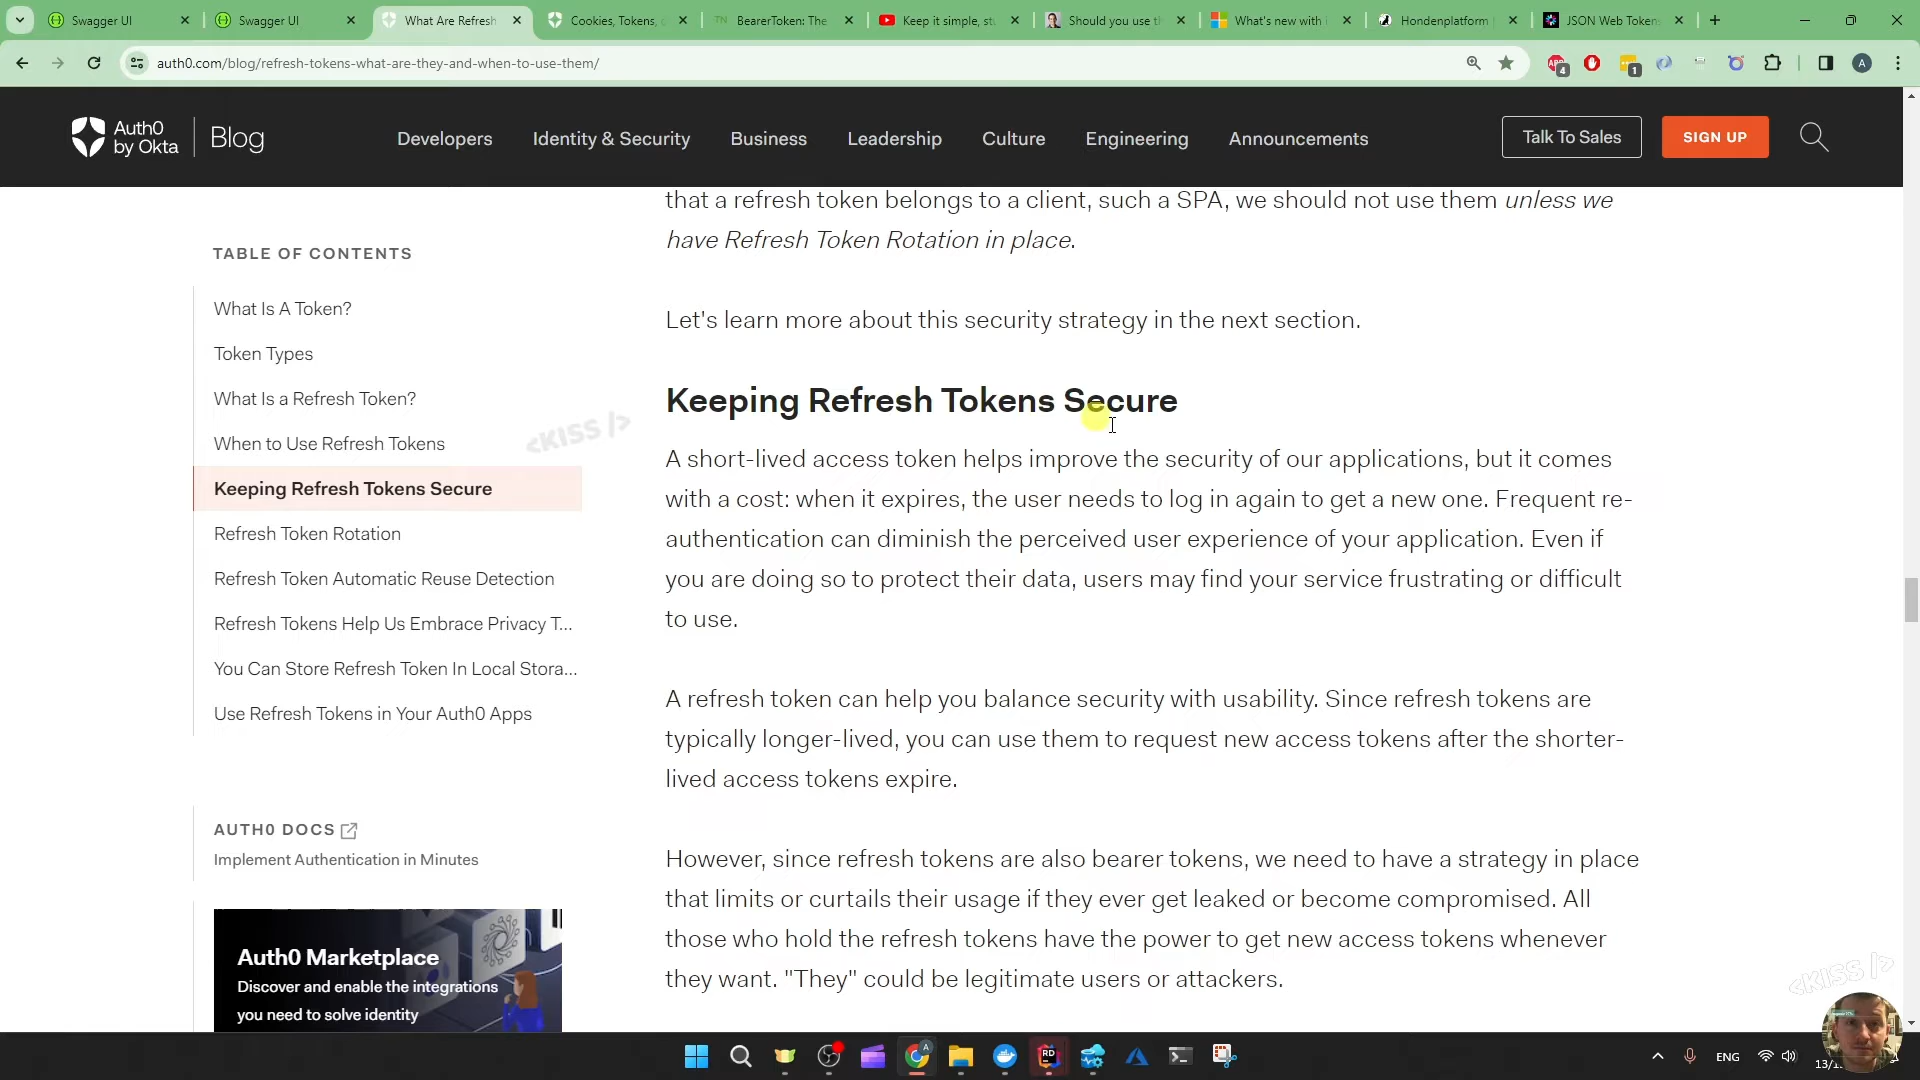 Swagger UI
Swagger UI
What Are Refresh
Cookies, Tokens,
BearerToken: The
Keep it simple, stu
Should you use th
What's new with i
Hondenplatform
JSON Web Token
auth0.com/blog/refresh-tokens-what-are-they-and-when-to-use-them/
4
1
A
Auth0
by Okta
Blog
Developers
Identity & Security
Business
Leadership
Culture
Engineering
Announcements
Talk To Sales
SIGN UP
TABLE OF CONTENTS
What Is A Token?
Token Types
What Is a Refresh Token?
When to Use Refresh Tokens
Keeping Refresh Tokens Secure
Refresh Token Rotation
Refresh Token Automatic Reuse Detection
Refresh Tokens Help Us Embrace Privacy T...
You Can Store Refresh Token In Local Stora...
Use Refresh Tokens in Your Auth0 Apps
AUTH0 DOCS
Implement Authentication in Minutes
Auth0 Marketplace
Discover and enable the integrations
you need to solve identity
that a refresh token belongs to a client, such a SPA, we should not use them unless we
have Refresh Token Rotation in place.
Let's learn more about this security strategy in the next section.
Keeping Refresh Tokens Secure
A short-lived access token helps improve the security of our applications, but it comes
with a cost: when it expires, the user needs to log in again to get a new one. Frequent re-
authentication can diminish the perceived user experience of your application. Even if
you are doing so to protect their data, users may find your service frustrating or difficult
to use.
A refresh token can help you balance security with usability. Since refresh tokens are
typically longer-lived, you can use them to request new access tokens after the shorter-
lived access tokens expire.
However, since refresh tokens are also bearer tokens, we need to have a strategy in place
that limits or curtails their usage if they ever get leaked or become compromised. All
those who hold the refresh tokens have the power to get new access tokens whenever
they want. "They" could be legitimate users or attackers.
<KISS />
<KISS />
A
RD
ENG
13/1